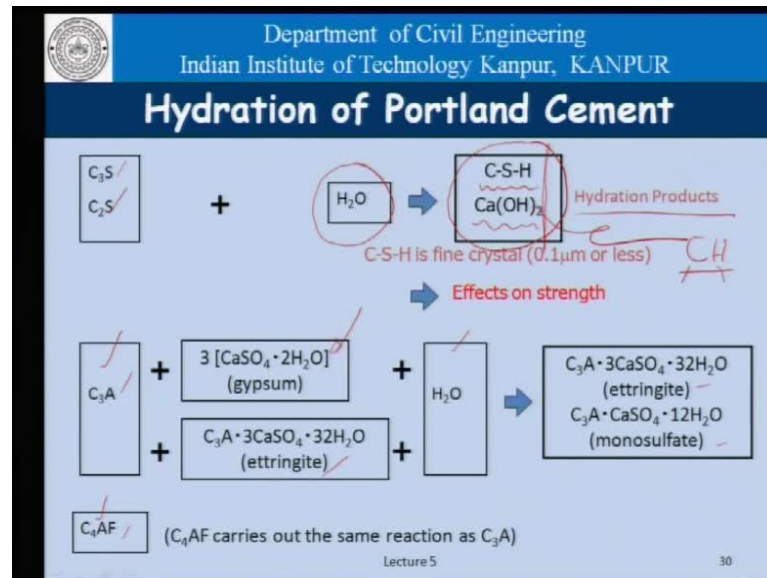 Department of Civil Engineering
Indian Institute of Technology Kanpur, KANPUR
Hydration of Portland Cement
C₃S
C₂S
+
H₂O
C-S-H
Ca(OH)₂
Hydration Products
CH
C-S-H is fine crystal (0.1μm or less)
Effects on strength
C₃A
+
3 [CaSO₄·2H₂O]
(gypsum)
+
H₂O
+
C₃A·3CaSO₄·32H₂O
(ettringite)
+
C₃A·3CaSO₄·32H₂O
(ettringite)
C₃A·CaSO₄·12H₂O
(monosulfate)
C₄AF
(C₄AF carries out the same reaction as C₃A)
Lecture 5
30